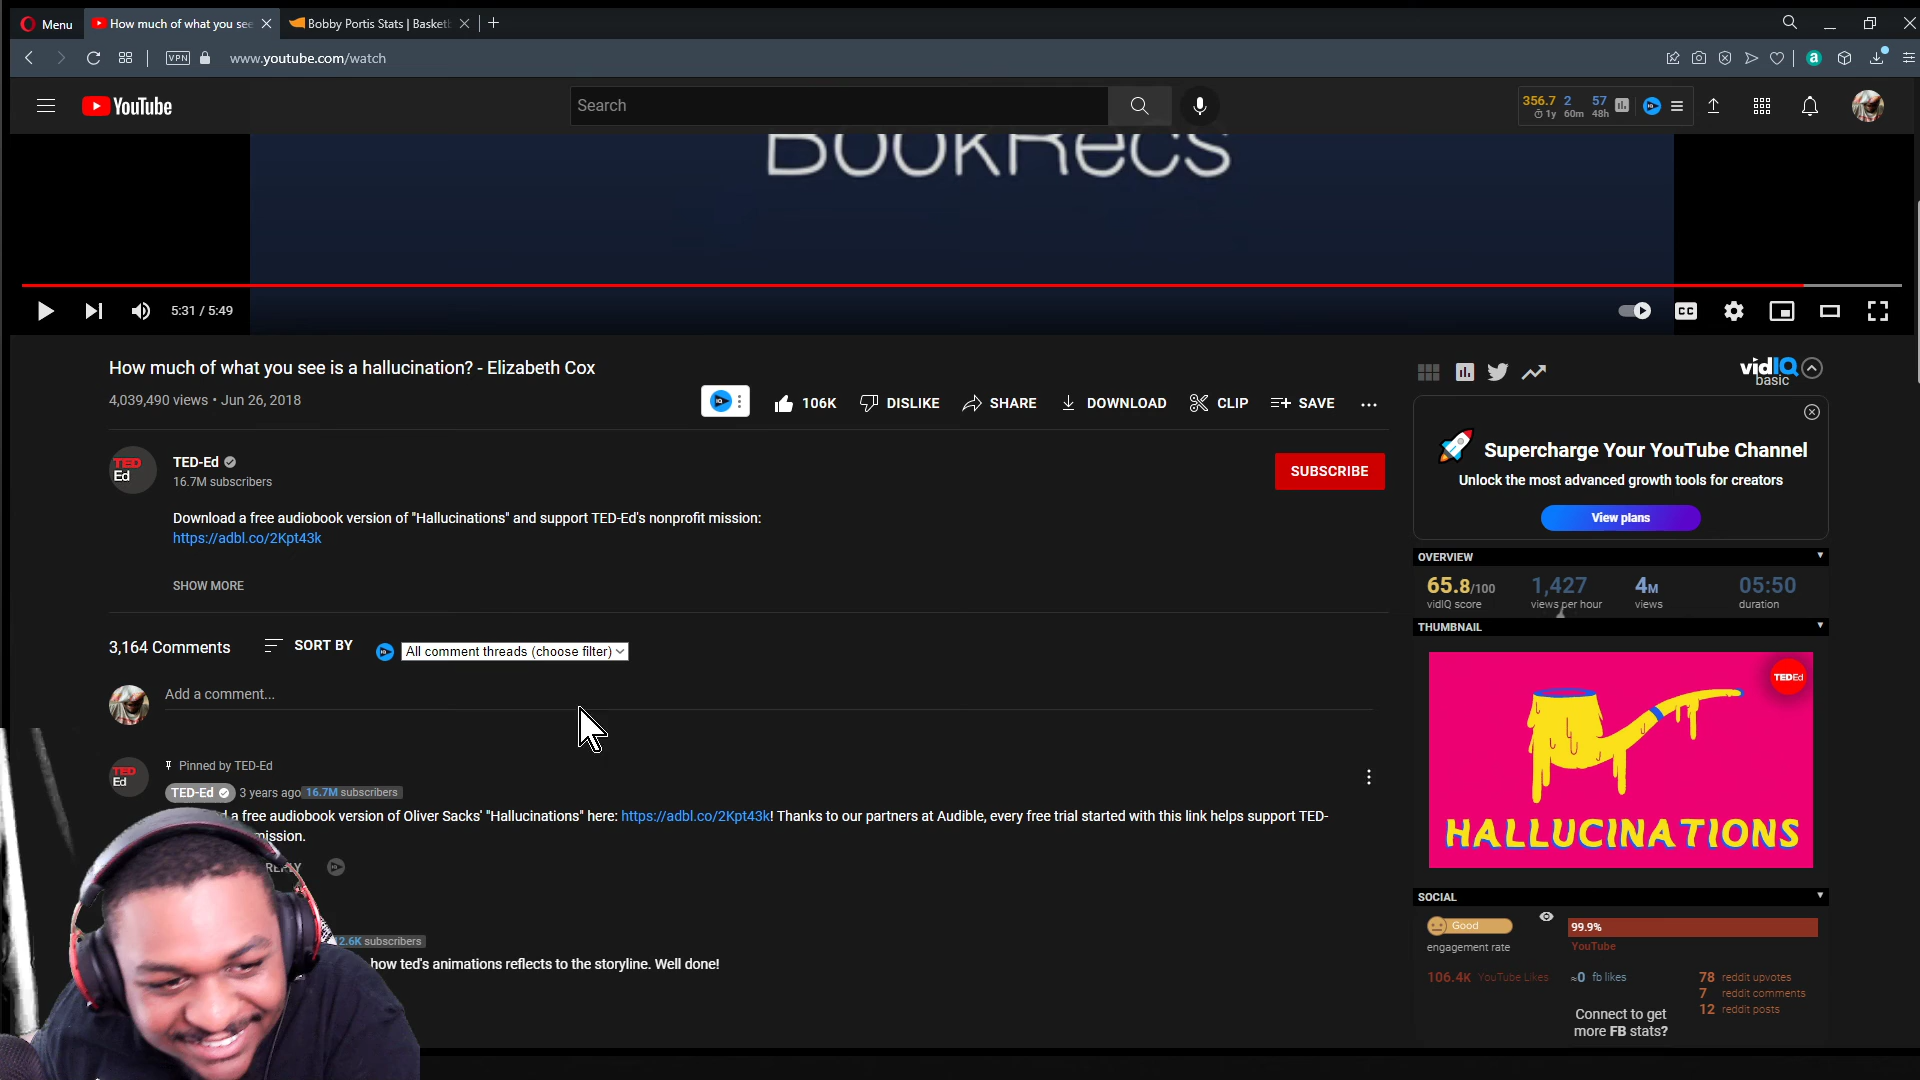 Menu
How much of what you see
Bobby Portis Stats | Basketb
VPN
www.youtube.com/watch
YouTube
Search
356.7 2 57
1y 60m 48h
BookRecs
5:31 / 5:49
CC
How much of what you see is a hallucination? - Elizabeth Cox
4,039,490 views • Jun 26, 2018
106K DISLIKE SHARE DOWNLOAD CLIP SAVE
TED-Ed
16.7M subscribers
SUBSCRIBE
Download a free audiobook version of "Hallucinations" and support TED-Ed's nonprofit mission:
https://adbl.co/2Kpt43k
SHOW MORE
3,164 Comments SORT BY All comment threads (choose filter)
Add a comment...
Pinned by TED-Ed
TED-Ed 3 years ago 16.7M subscribers
d a free audiobook version of Oliver Sacks' "Hallucinations" here: https://adbl.co/2Kpt43k! Thanks to our partners at Audible, every free trial started with this link helps support TED-
mission.
REPLY
2.6K subscribers
how ted's animations reflects to the storyline. Well done!
vidIQ
basic
Supercharge Your YouTube Channel
Unlock the most advanced growth tools for creators
View plans
OVERVIEW
65.8/100 1,427 4M 05:50
vidIQ score views per hour views duration
THUMBNAIL
TEDEd
HALLUCINATIONS
SOCIAL
Good
engagement rate
99.9%
YouTube
106.4K YouTube Likes
≈0 fb likes
78 reddit upvotes
7 reddit comments
12 reddit posts
Connect to get
more FB stats?